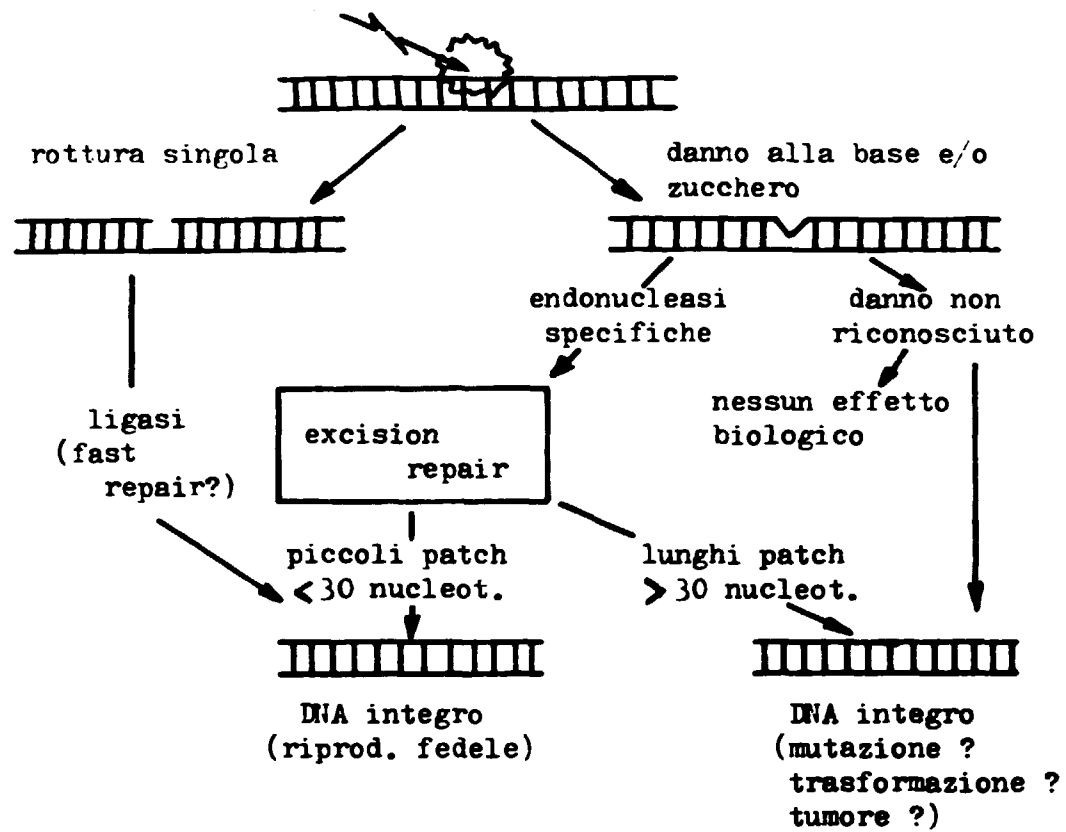 rottura singola
danno alla base e/o
zucchero
endonucleasi
specifiche
danno non
riconosciuto
nessun effetto
biologico
ligasi
(fast
repair?)
excision
repair
piccoli patch
< 30 nucleot.
lunghi patch
> 30 nucleot.
DNA integro
(riprod. fedele)
DNA integro
(mutazione ?
trasformazione ?
tumore ?)